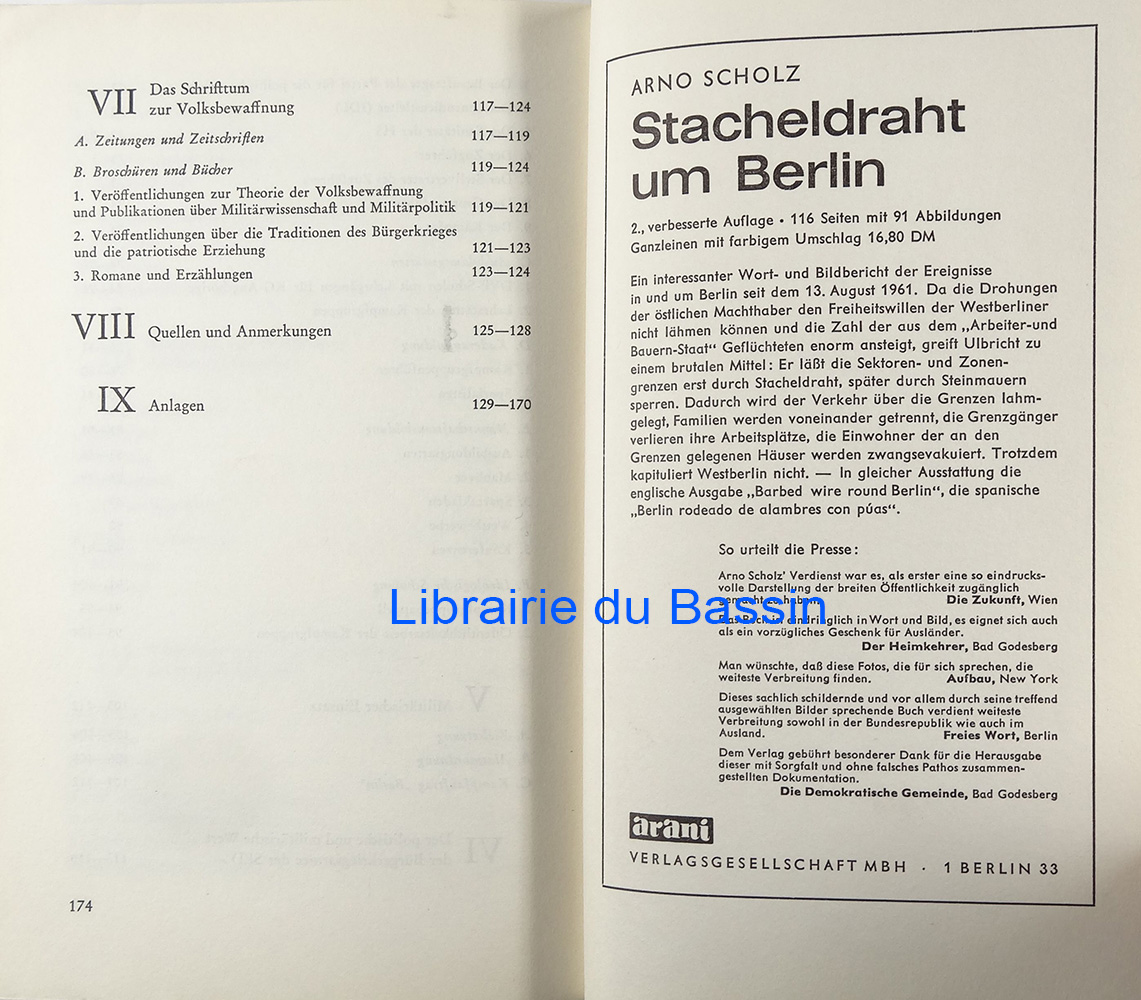 VII Das Schrifttum
zur Volksbewaffnung 117—124
A. Zeitungen und Zeitschriften 117—119
B. Broschüren und Bücher 119—124
1. Veröffentlichungen zur Theorie der Volksbewaffnung
und Publikationen über Militärwissenschaft und Militärpolitik 119—121
2. Veröffentlichungen über die Traditionen des Bürgerkrieges
und die patriotische Erziehung 121—123
3. Romane und Erzählungen 123—124
VIII Quellen und Anmerkungen 125—128
IX Anlagen 129—170
174
ARNO SCHOLZ
Stacheldraht
um Berlin
2., verbesserte Auflage · 116 Seiten mit 91 Abbildungen
Ganzleinen mit farbigem Umschlag 16,80 DM
Ein interessanter Wort- und Bildbericht der Ereignisse
in und um Berlin seit dem 13. August 1961. Da die Drohungen
der östlichen Machthaber den Freiheitswillen der Westberliner
nicht lähmen können und die Zahl der aus dem „Arbeiter-und
Bauern-Staat“ Geflüchteten enorm ansteigt, greift Ulbricht zu
einem brutalen Mittel: Er läßt die Sektoren- und Zonen-
grenzen erst durch Stacheldraht, später durch Steinmauern
sperren. Dadurch wird der Verkehr über die Grenzen lahm-
gelegt, Familien werden voneinander getrennt, die Grenzgänger
verlieren ihre Arbeitsplätze, die Einwohner der an den
Grenzen gelegenen Häuser werden zwangsevakuiert. Trotzdem
kapituliert Westberlin nicht. — In gleicher Ausstattung die
englische Ausgabe „Barbed wire round Berlin“, die spanische
„Berlin rodeado de alambres con púas“.
So urteilt die Presse:
Arno Scholz' Verdienst war es, als erster eine so eindrucks-
volle Darstellung der breiten Öffentlichkeit zugänglich
gemacht zu haben. Die Zukunft, Wien
Das Buch ist eindringlich in Wort und Bild, es eignet sich auch
als ein vorzügliches Geschenk für Ausländer.
Der Heimkehrer, Bad Godesberg
Man wünschte, daß diese Fotos, die für sich sprechen, die
weiteste Verbreitung finden. Aufbau, New York
Dieses sachlich schildernde und vor allem durch seine treffend
ausgewählten Bilder sprechende Buch verdient weiteste
Verbreitung sowohl in der Bundesrepublik wie auch im
Ausland. Freies Wort, Berlin
Dem Verlag gebührt besonderer Dank für die Herausgabe
dieser mit Sorgfalt und ohne falsches Pathos zusammen-
gestellten Dokumentation.
Die Demokratische Gemeinde, Bad Godesberg
arani
VERLAGSGESELLSCHAFT MBH · 1 BERLIN 33
Librairie du Bassin